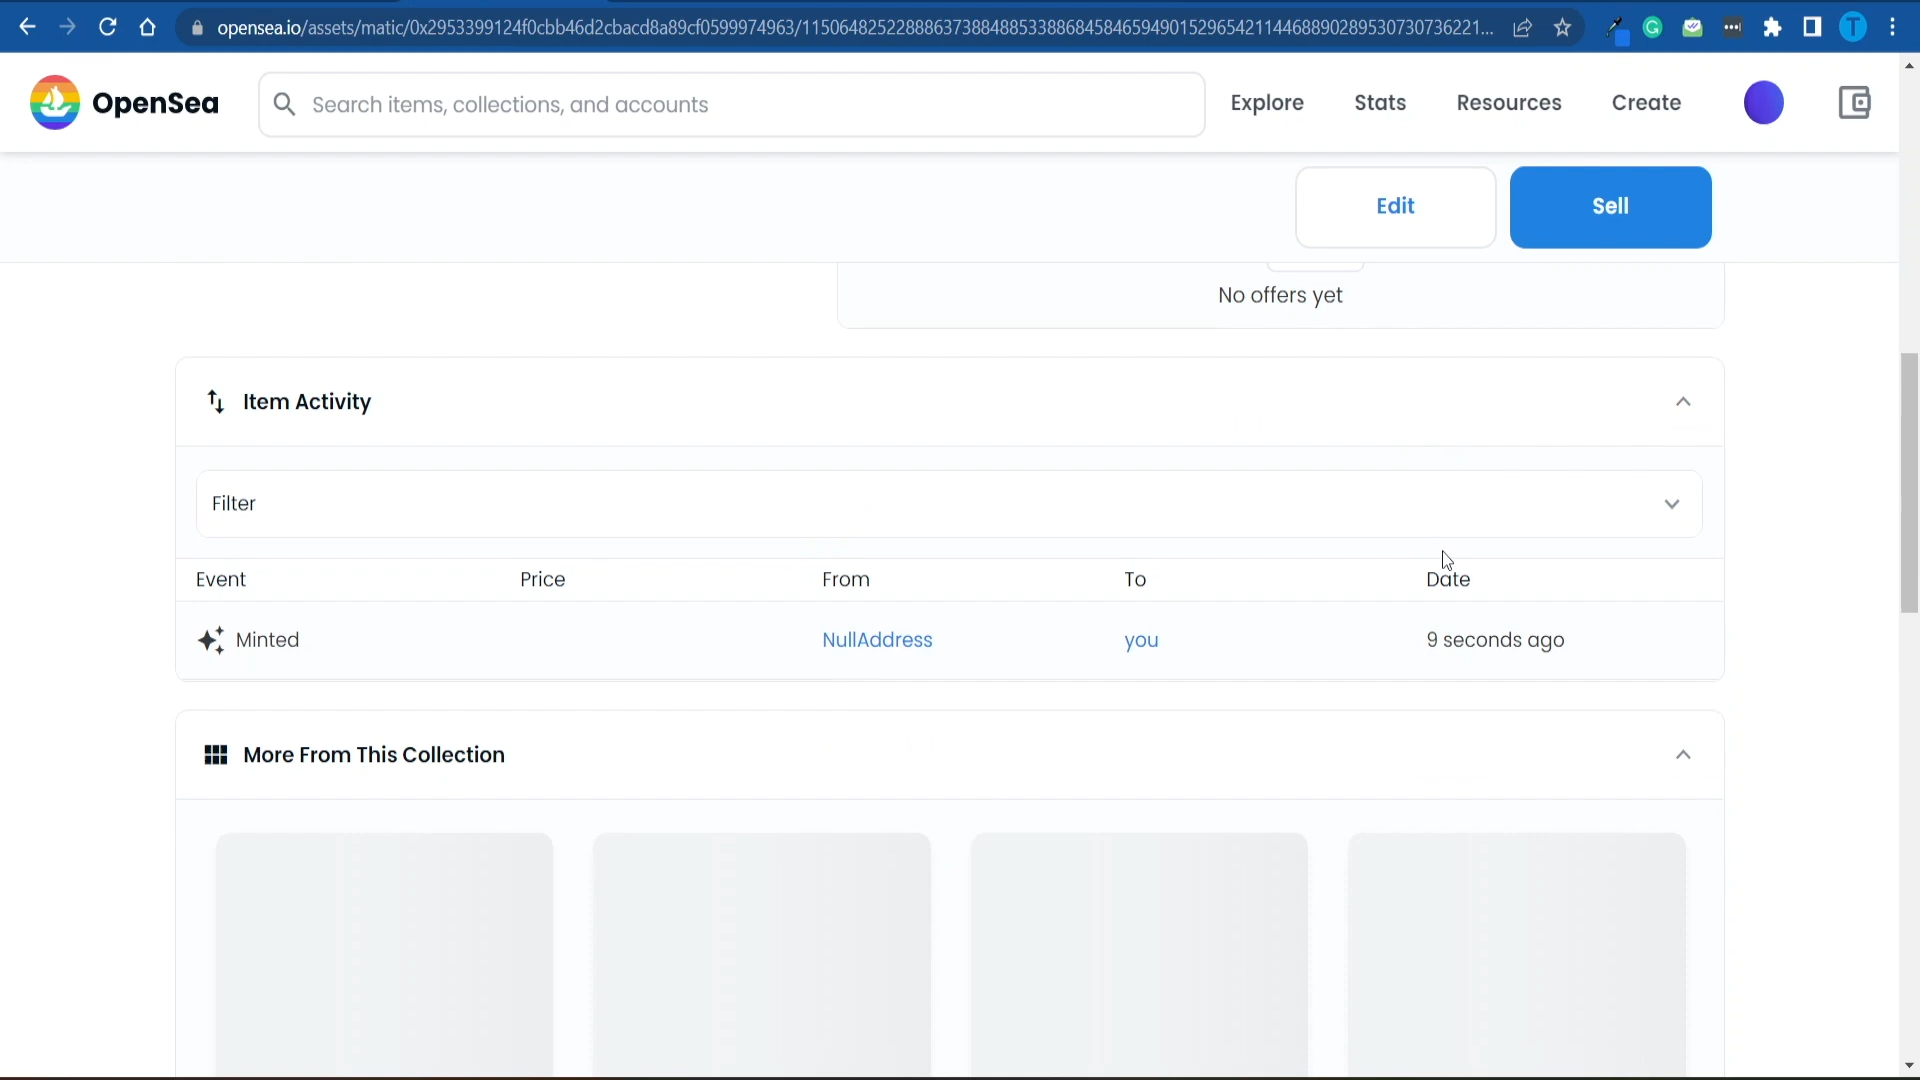 opensea.io/assets/matic/0x2953399124f0cbb46d2cbacd8a89cf0599974963/11506482522888637388488533886845846594901529654211446889028953073073622​1...
OpenSea
Search items, collections, and accounts
Explore
Stats
Resources
Create
T
Edit
Sell
No offers yet
Item Activity
Filter
Event
Price
From
To
Date
Minted
NullAddress
you
9 seconds ago
More From This Collection